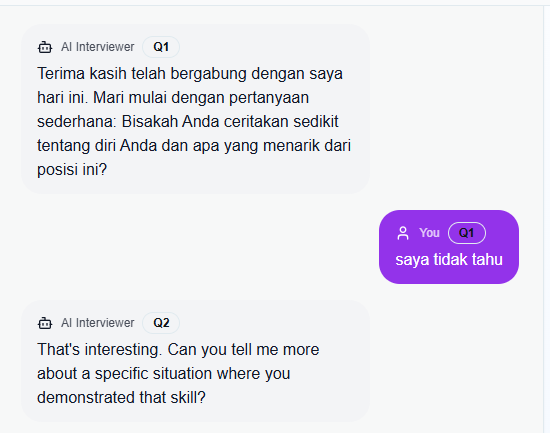 AI Interviewer Q1
Terima kasih telah bergabung dengan saya
hari ini. Mari mulai dengan pertanyaan
sederhana: Bisakah Anda ceritakan sedikit
tentang diri Anda dan apa yang menarik dari
posisi ini?
You Q1
saya tidak tahu
AI Interviewer Q2
That's interesting. Can you tell me more
about a specific situation where you
demonstrated that skill?